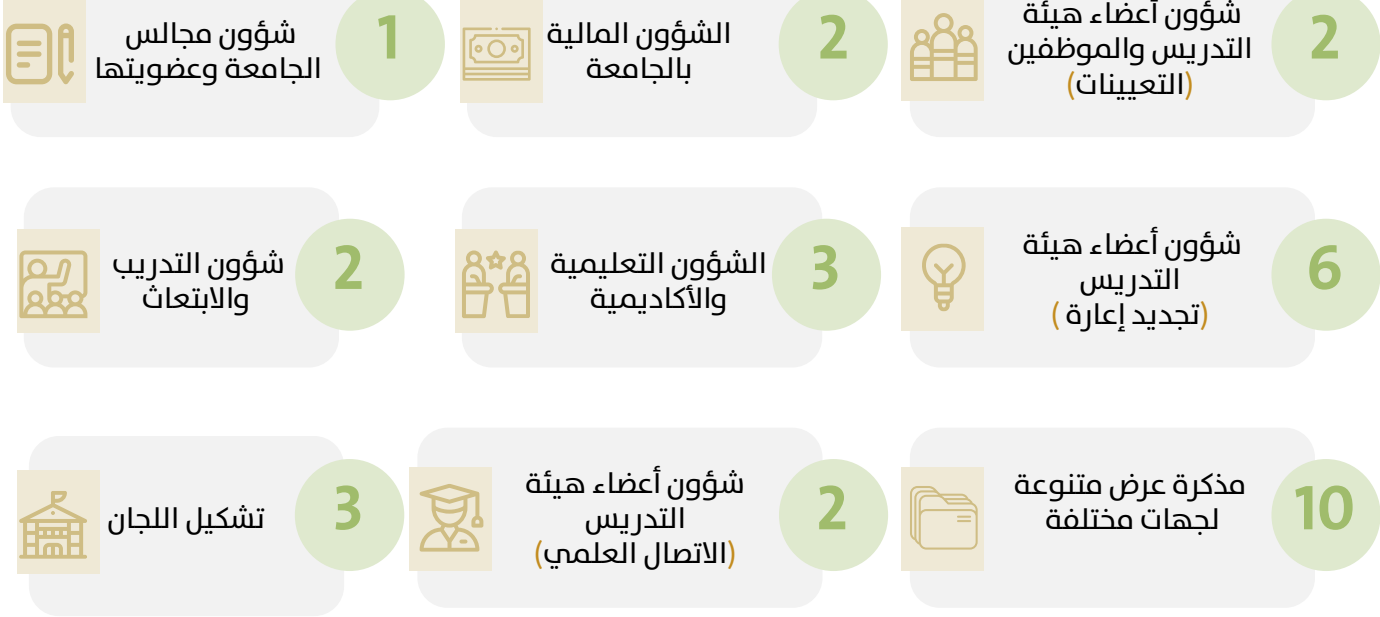 2
شؤون أعضاء هيئة
التدريس والموظفين
(التعيينات)
2
الشؤون المالية
بالجامعة
1
شؤون مجالس
الجامعة وعضويتها
6
شؤون أعضاء هيئة
التدريس
(تجديد إعارة )
3
الشؤون التعليمية
والأكاديمية
2
شؤون التدريب
والابتعاث
10
مذكرة عرض متنوعة
لجهات مختلفة
2
شؤون أعضاء هيئة
التدريس
(الاتصال العلمي)
3
تشكيل اللجان